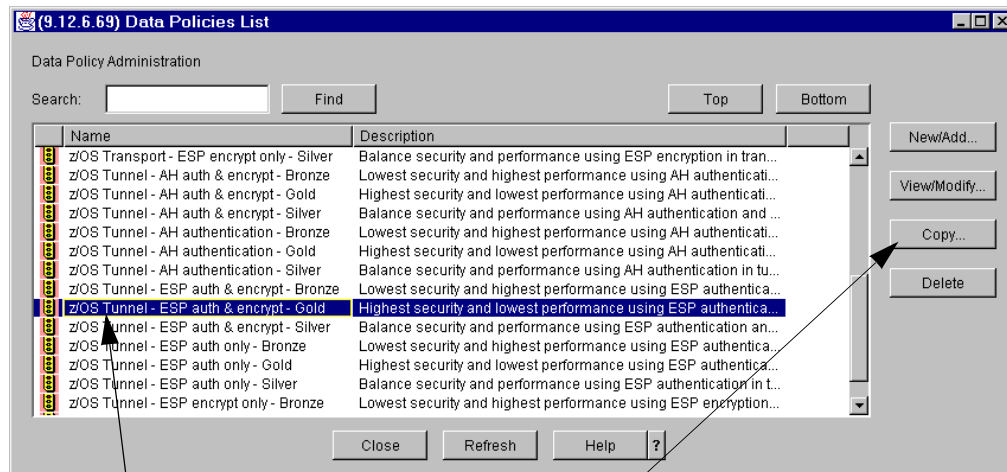 (9.12.6.69) Data Policies List
Data Policy Administration
Search: Find Top Bottom
Name Description
z/OS Transport - ESP encrypt only - Silver Balance security and performance using ESP encryption in tran...
z/OS Tunnel - AH auth & encrypt - Bronze Lowest security and highest performance using AH authenticati...
z/OS Tunnel - AH auth & encrypt - Gold Highest security and lowest performance using AH authenticati...
z/OS Tunnel - AH auth & encrypt - Silver Balance security and performance using AH authentication and ...
z/OS Tunnel - AH authentication - Bronze Lowest security and highest performance using AH authenticati...
z/OS Tunnel - AH authentication - Gold Highest security and lowest performance using AH authenticati...
z/OS Tunnel - AH authentication - Silver Balance security and performance using AH authentication in tu...
z/OS Tunnel - ESP auth & encrypt - Bronze Lowest security and highest performance using ESP authentica...
z/OS Tunnel - ESP auth & encrypt - Gold Highest security and lowest performance using ESP authentica...
z/OS Tunnel - ESP auth & encrypt - Silver Balance security and performance using ESP authentication an...
z/OS Tunnel - ESP auth only - Bronze Lowest security and highest performance using ESP authentica...
z/OS Tunnel - ESP auth only - Gold Highest security and lowest performance using ESP authentica...
z/OS Tunnel - ESP auth only - Silver Balance security and performance using ESP authentication in t...
z/OS Tunnel - ESP encrypt only - Bronze Lowest security and highest performance using ESP encryption...
New/Add...
View/Modify...
Copy...
Delete
Close Refresh Help ?